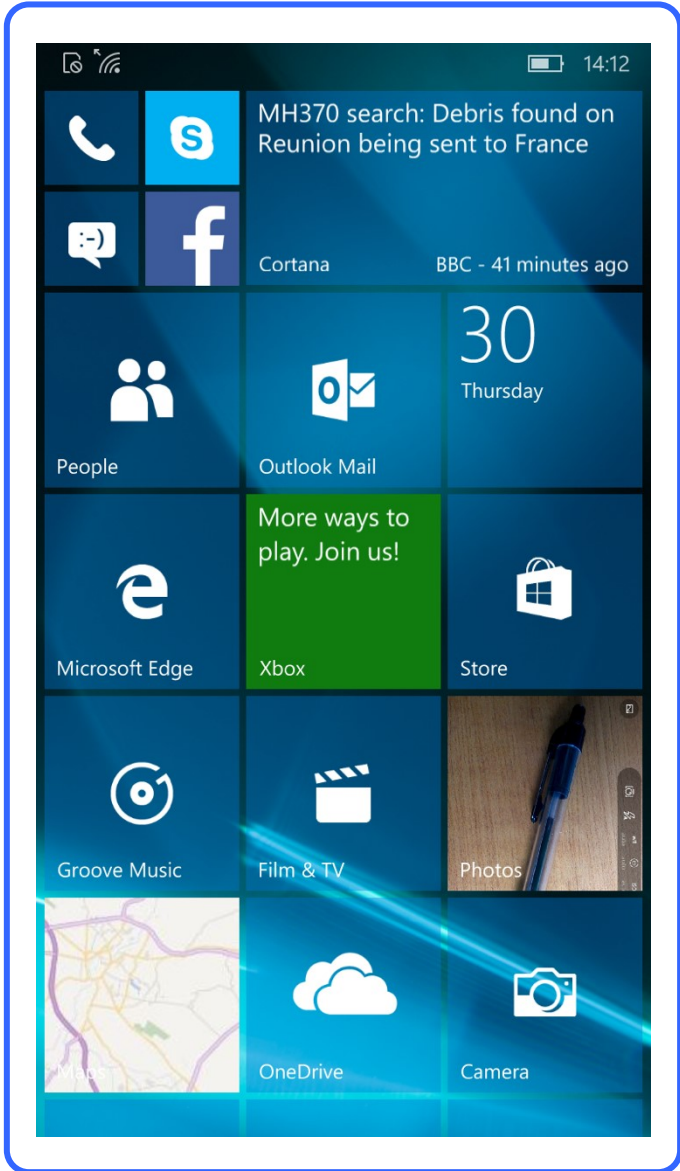 14:12
MH370 search: Debris found on
Reunion being sent to France
:-)
Cortana
BBC - 41 minutes ago
30
Thursday
People
Outlook Mail
More ways to
play. Join us!
Microsoft Edge
Xbox
Store
Groove Music
Film & TV
Photos
Maps
OneDrive
Camera